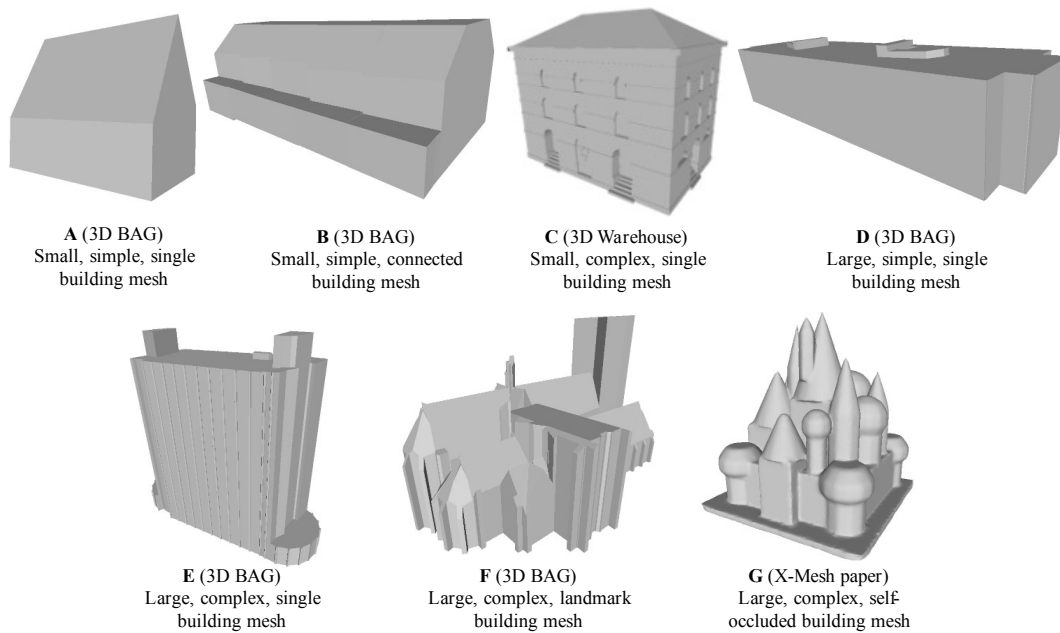 A (3D BAG)
Small, simple, single
building mesh
B (3D BAG)
Small, simple, connected
building mesh
C (3D Warehouse)
Small, complex, single
building mesh
D (3D BAG)
Large, simple, single
building mesh
E (3D BAG)
Large, complex, single
building mesh
F (3D BAG)
Large, complex, landmark
building mesh
G (X-Mesh paper)
Large, complex, self-
occluded building mesh